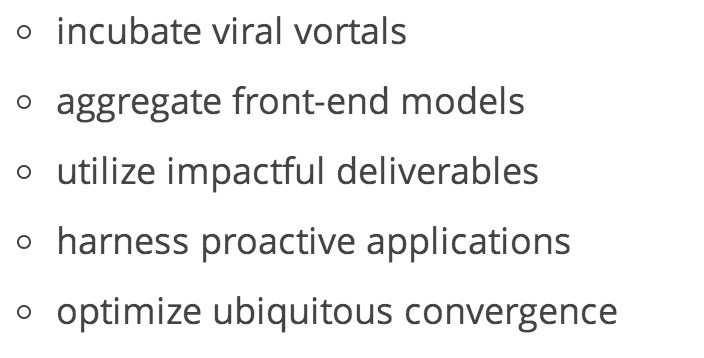 incubate viral vortals
aggregate front-end models
utilize impactful deliverables
harness proactive applications
optimize ubiquitous convergence